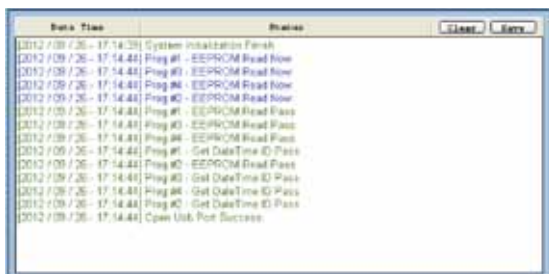 Date Time Status Clear Save
[2012 / 09 / 26 - 17:14:39] System Initialization Finish
[2012 / 09 / 26 - 17:14:44] Prog #1 - EEPROM Read Now
[2012 / 09 / 26 - 17:14:44] Prog #3 - EEPROM Read Now
[2012 / 09 / 26 - 17:14:44] Prog #4 - EEPROM Read Now
[2012 / 09 / 26 - 17:14:44] Prog #2 - EEPROM Read Now
[2012 / 09 / 26 - 17:14:44] Prog #1 - EEPROM Read Pass
[2012 / 09 / 26 - 17:14:44] Prog #3 - EEPROM Read Pass
[2012 / 09 / 26 - 17:14:44] Prog #4 - EEPROM Read Pass
[2012 / 09 / 26 - 17:14:44] Prog #1 - Get DateTime ID Pass
[2012 / 09 / 26 - 17:14:44] Prog #2 - EEPROM Read Pass
[2012 / 09 / 26 - 17:14:44] Prog #3 - Get DateTime ID Pass
[2012 / 09 / 26 - 17:14:44] Prog #4 - Get DateTime ID Pass
[2012 / 09 / 26 - 17:14:44] Prog #2 - Get DateTime ID Pass
[2012 / 09 / 26 - 17:14:44] Open Usb Port Success